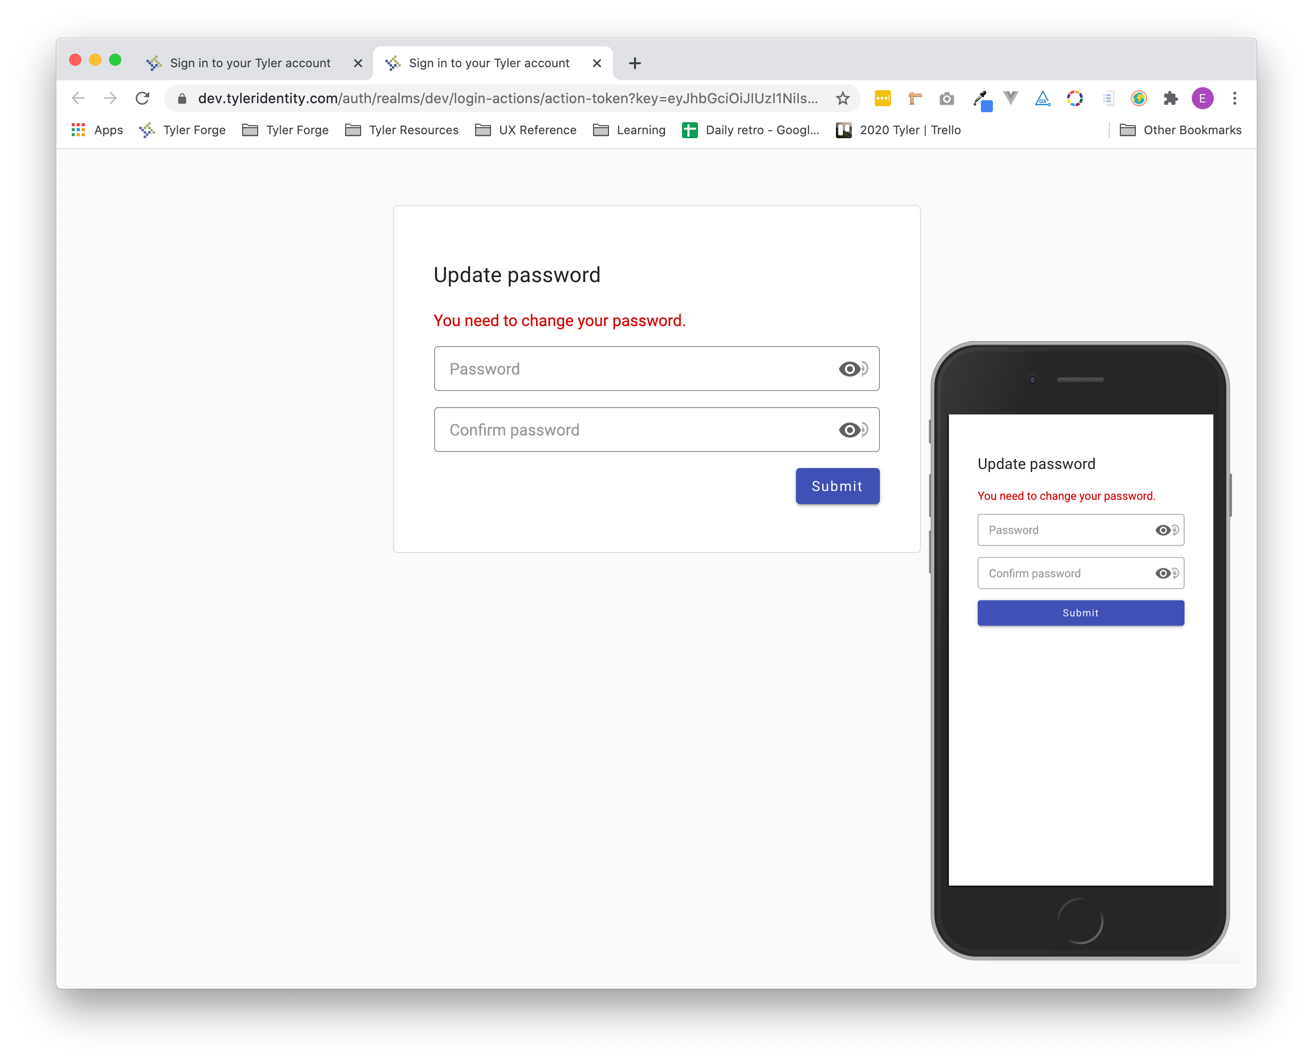 Sign in to your Tyler account
Sign in to your Tyler account
dev.tyleridentity.com/auth/realms/dev/login-actions/action-token?key=eyJhbGciOiJIUzI1NiIs...
E
Apps
Tyler Forge
Tyler Forge
Tyler Resources
UX Reference
Learning
Daily retro - Googl...
2020 Tyler | Trello
Other Bookmarks
Update password
You need to change your password.
Password
Confirm password
Submit
Update password
You need to change your password.
Password
Confirm password
Submit